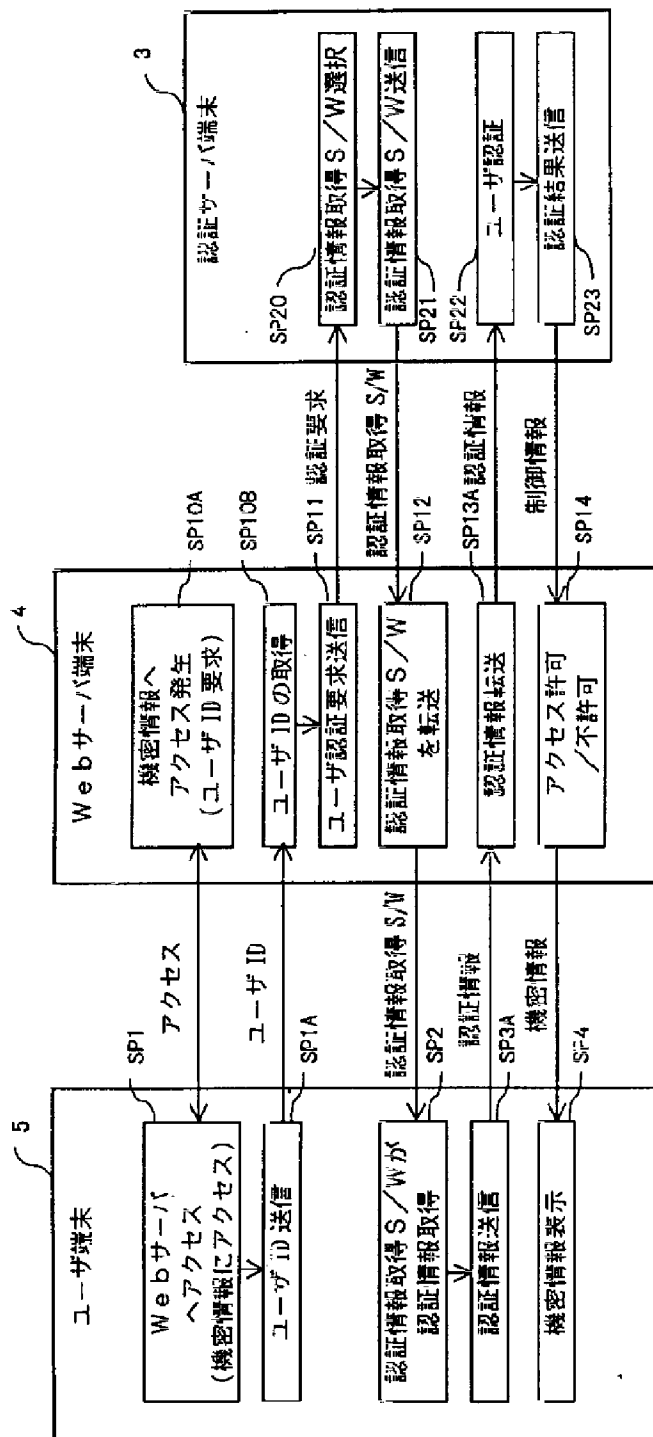 5
ユーザ端末
SP1
Webサーバ
へアクセス
(機密情報にアクセス)
SP1A
ユーザID送信
SP2
認証情報取得S/Wが
認証情報取得
SP3A
認証情報送信
SP4
機密情報表示
アクセス
ユーザID
認証情報取得S/W
認証情報
機密情報
4
Webサーバ端末
SP10A
機密情報へ
アクセス発生
(ユーザID要求)
SP10B
ユーザIDの取得
SP11
ユーザ認証要求送信
SP12
認証情報取得S/W
を転送
SP13A
認証情報転送
SP14
アクセス許可
/不許可
認証要求
認証情報取得S/W
認証情報
制御情報
3
認証サーバ端末
SP20
認証情報取得S/W選択
SP21
認証情報取得S/W送信
SP22
ユーザ認証
SP23
認証結果送信